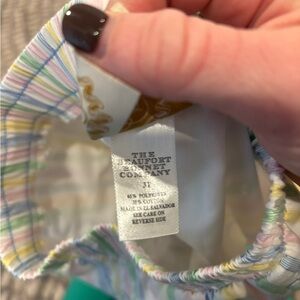 THE
BEAUFORT
BONNET
COMPANY
3T
65% POLYESTER
35% COTTON
MADE IN EL SALVADOR
SEE CARE ON
REVERSE SIDE